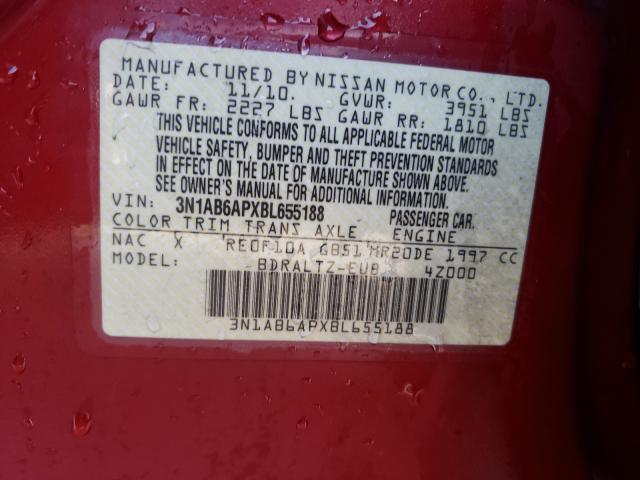 MANUFACTURED BY NISSAN MOTOR CO., LTD.
DATE: 11/10. GVWR: 3951 LBS
GAWR FR: 2227 LBS GAWR RR: 1810 LBS
THIS VEHICLE CONFORMS TO ALL APPLICABLE FEDERAL MOTOR
VEHICLE SAFETY, BUMPER AND THEFT PREVENTION STANDARDS
IN EFFECT ON THE DATE OF MANUFACTURE SHOWN ABOVE.
SEE OWNER'S MANUAL FOR ADDITIONAL INFORMATION.
VIN: 3N1AB6APXBL655188 PASSENGER CAR.
COLOR TRIM TRANS AXLE ENGINE
NAC X RE0F10A GB51 MR20DE 1997 CC
MODEL: BDRALTZ-EUB 4Z000
3N1AB6APXBL655188